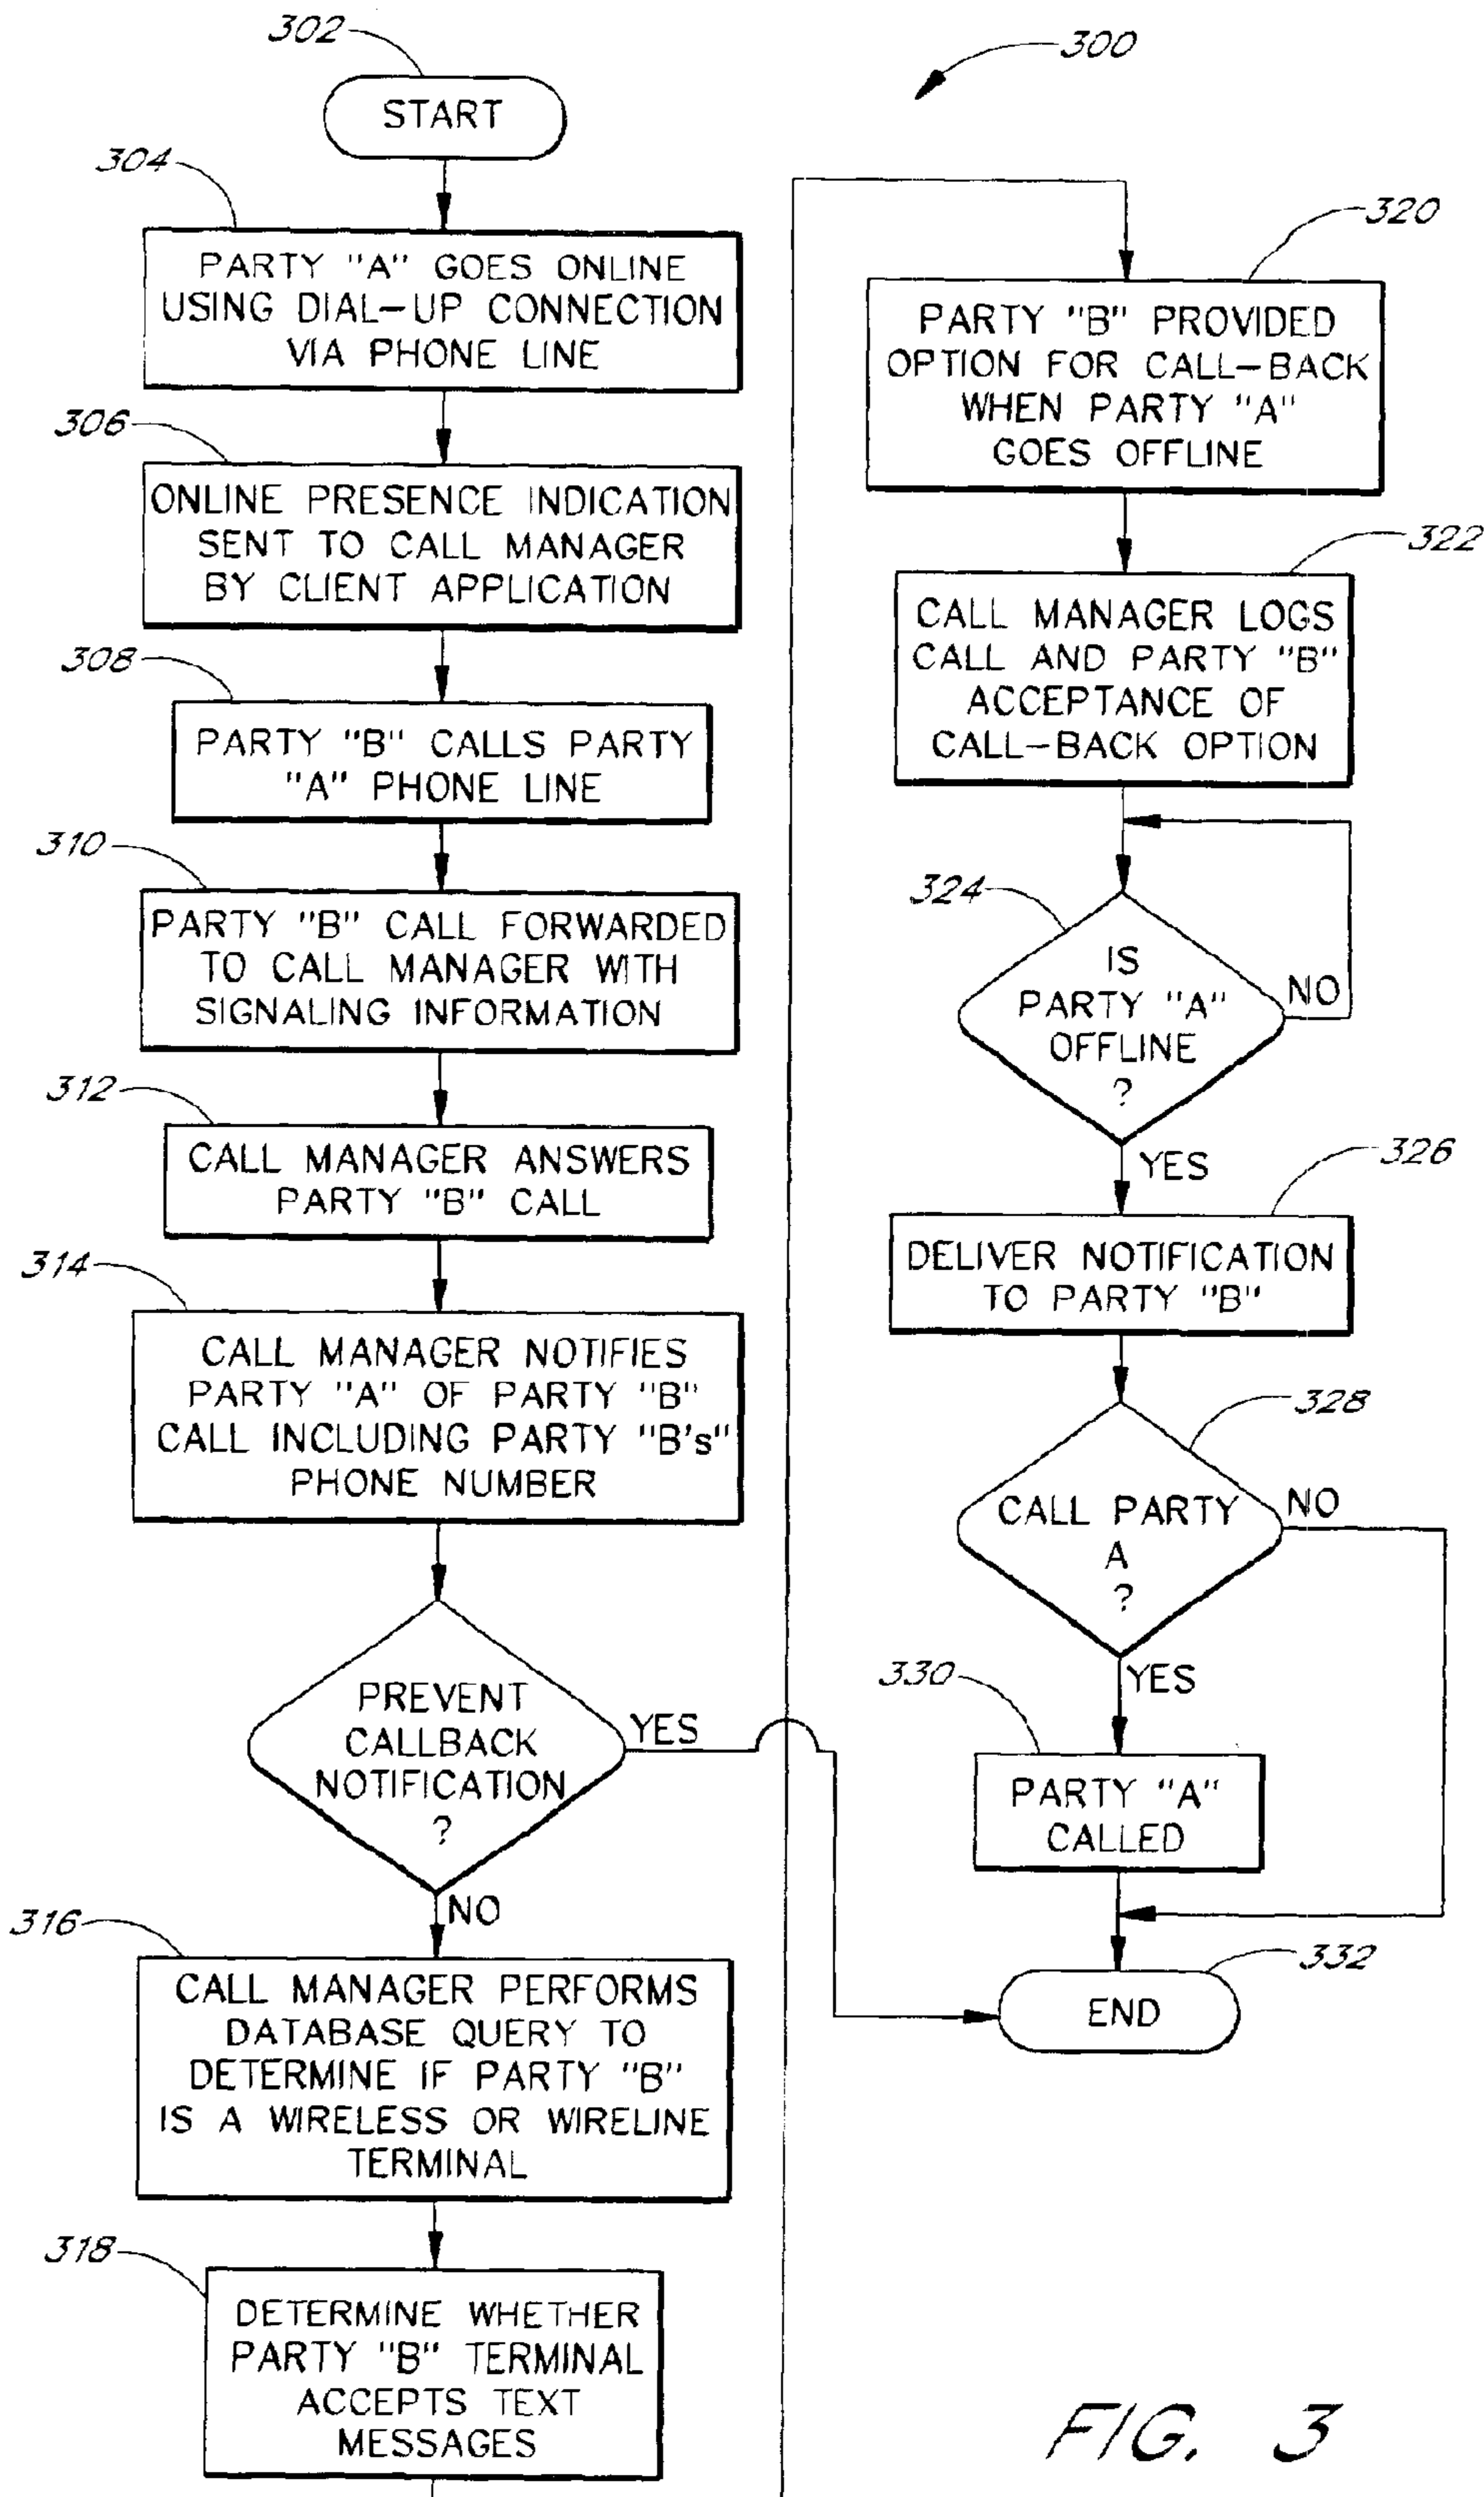 302
START
304
PARTY "A" GOES ONLINE
USING DIAL-UP CONNECTION
VIA PHONE LINE
306
ONLINE PRESENCE INDICATION
SENT TO CALL MANAGER
BY CLIENT APPLICATION
308
PARTY "B" CALLS PARTY
"A" PHONE LINE
310
PARTY "B" CALL FORWARDED
TO CALL MANAGER WITH
SIGNALING INFORMATION
312
CALL MANAGER ANSWERS
PARTY "B" CALL
314
CALL MANAGER NOTIFIES
PARTY "A" OF PARTY "B"
CALL INCLUDING PARTY "B's"
PHONE NUMBER
PREVENT
CALLBACK
NOTIFICATION
?
YES
NO
316
CALL MANAGER PERFORMS
DATABASE QUERY TO
DETERMINE IF PARTY "B"
IS A WIRELESS OR WIRELINE
TERMINAL
318
DETERMINE WHETHER
PARTY "B" TERMINAL
ACCEPTS TEXT
MESSAGES
300
320
PARTY "B" PROVIDED
OPTION FOR CALL-BACK
WHEN PARTY "A"
GOES OFFLINE
322
CALL MANAGER LOGS
CALL AND PARTY "B"
ACCEPTANCE OF
CALL-BACK OPTION
324
IS
PARTY "A"
OFFLINE
?
NO
YES
326
DELIVER NOTIFICATION
TO PARTY "B"
328
CALL PARTY
A
?
NO
YES
330
PARTY "A"
CALLED
332
END
FIG. 3